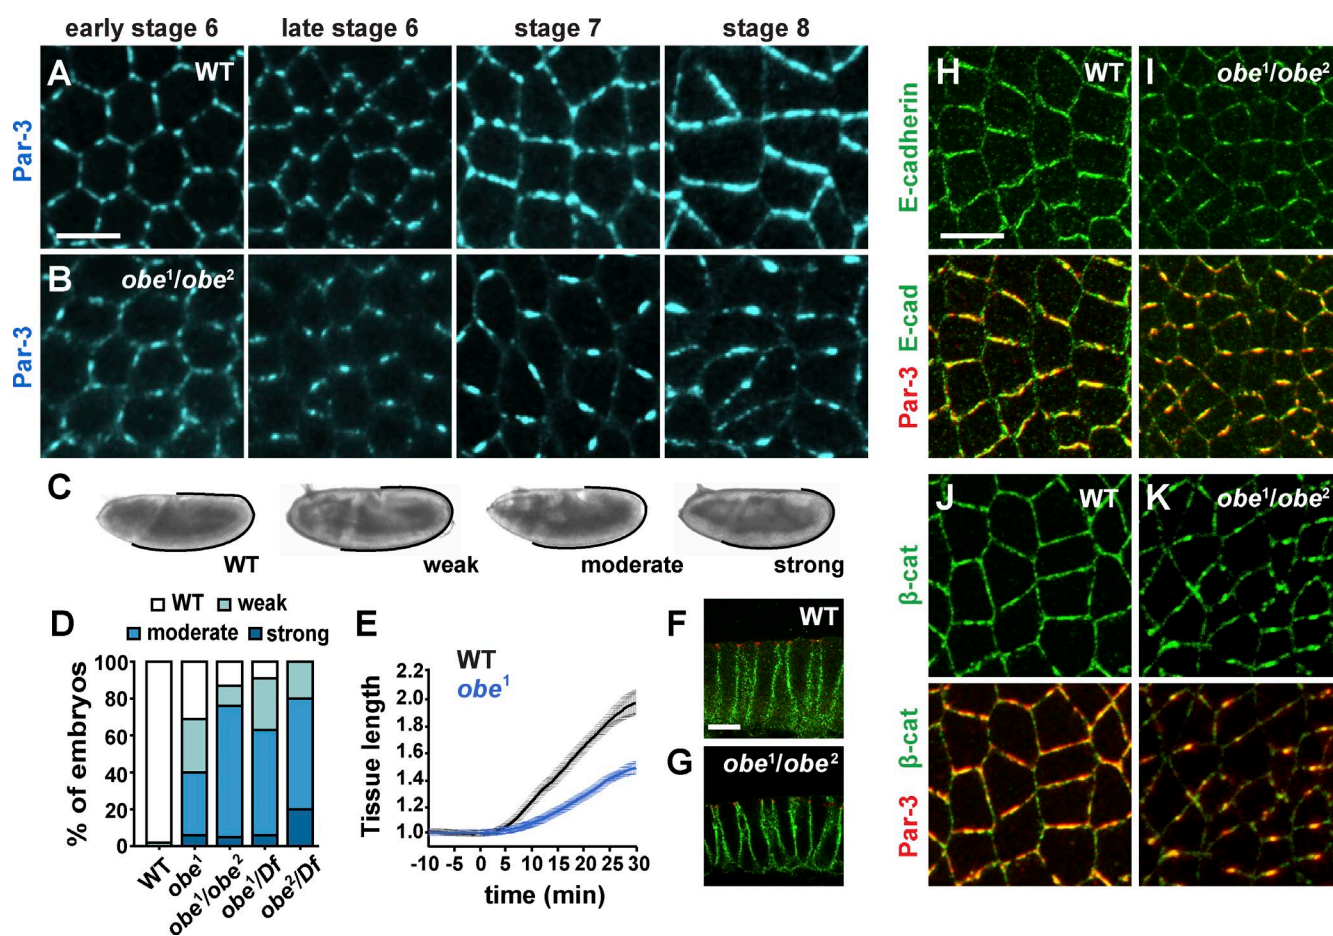 early stage 6
late stage 6
stage 7
stage 8
A
WT
Par-3
B
obe¹/obe²
Par-3
C
WT
weak
moderate
strong
D
WT
weak
moderate
strong
% of embryos
100
80
60
40
20
0
WT
obe¹
obe¹/obe²
obe¹/Df
obe²/Df
E
WT
obe¹
Tissue length
2.2
2.0
1.8
1.6
1.4
1.2
1.0
-10
-5
0
5
10
15
20
25
30
time (min)
F
WT
G
obe¹/obe²
H
WT
I
obe¹/obe²
E-cadherin
Par-3 E-cad
J
WT
K
obe¹/obe²
β-cat
Par-3 β-cat